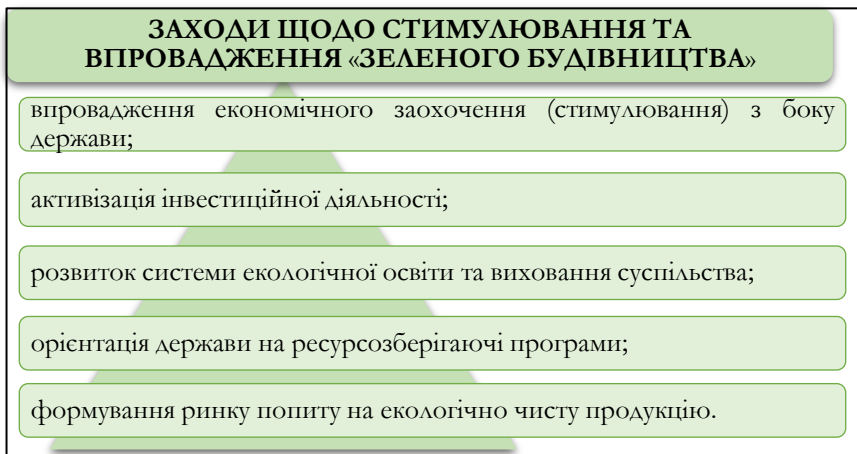 ЗАХОДИ ЩОДО СТИМУЛЮВАННЯ ТА
ВПРОВАДЖЕННЯ «ЗЕЛЕНОГО БУДІВНИЦТВА»
впровадження економічного заохочення (стимулювання) з боку
держави;
активізація інвестиційної діяльності;
розвиток системи екологічної освіти та виховання суспільства;
орієнтація держави на ресурсозберігаючі програми;
формування ринку попиту на екологічно чисту продукцію.